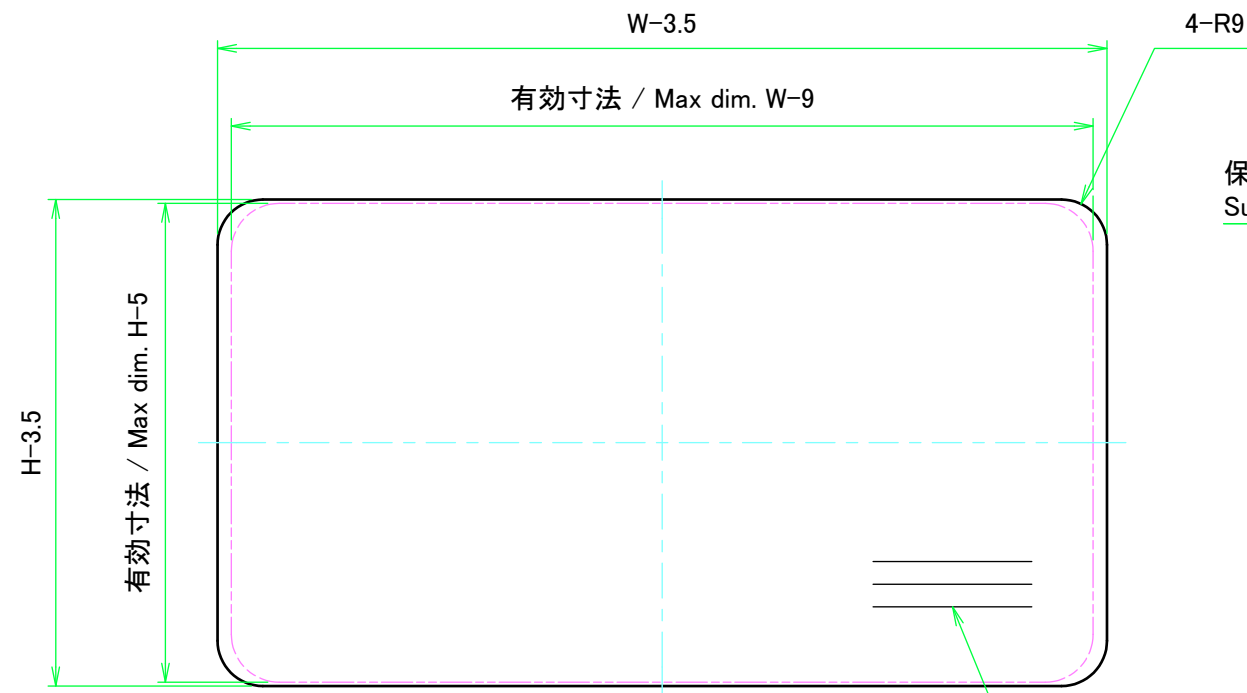 W-3.5
4-R9
有効寸法 / Max dim. W-9
保
Su
有効寸法 / Max dim. H-5
H-3.5